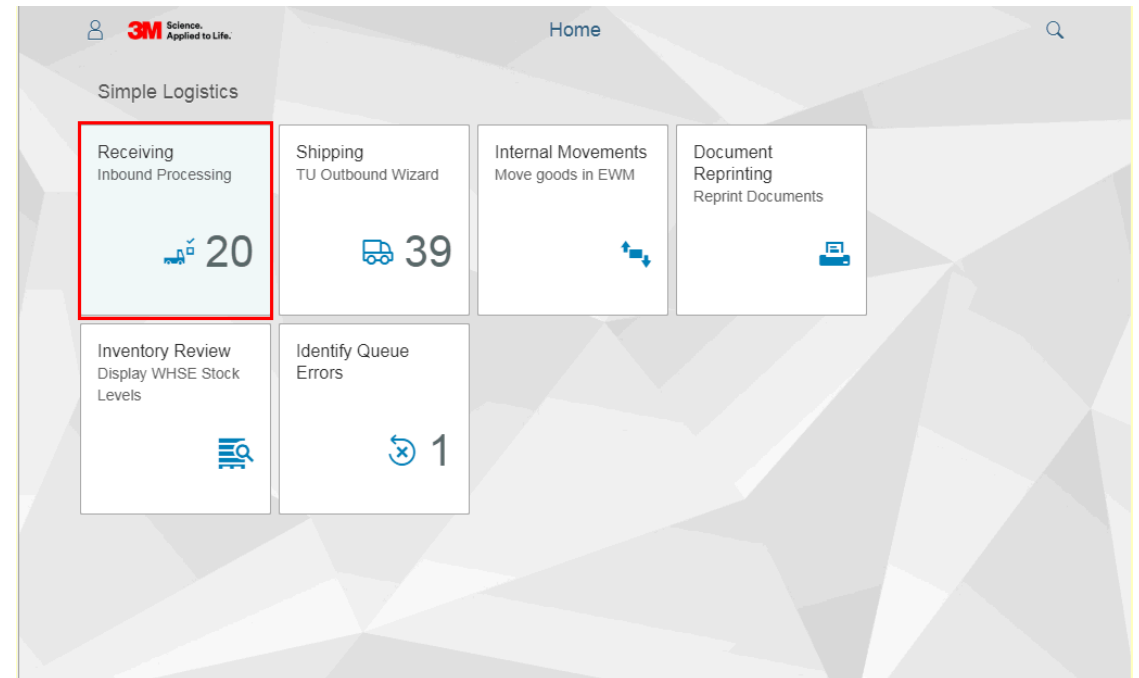 3M Science.
Applied to Life.
Home
Simple Logistics
Receiving
Inbound Processing
20
Shipping
TU Outbound Wizard
39
Internal Movements
Move goods in EWM
Document
Reprinting
Reprint Documents
Inventory Review
Display WHSE Stock
Levels
Identify Queue
Errors
1